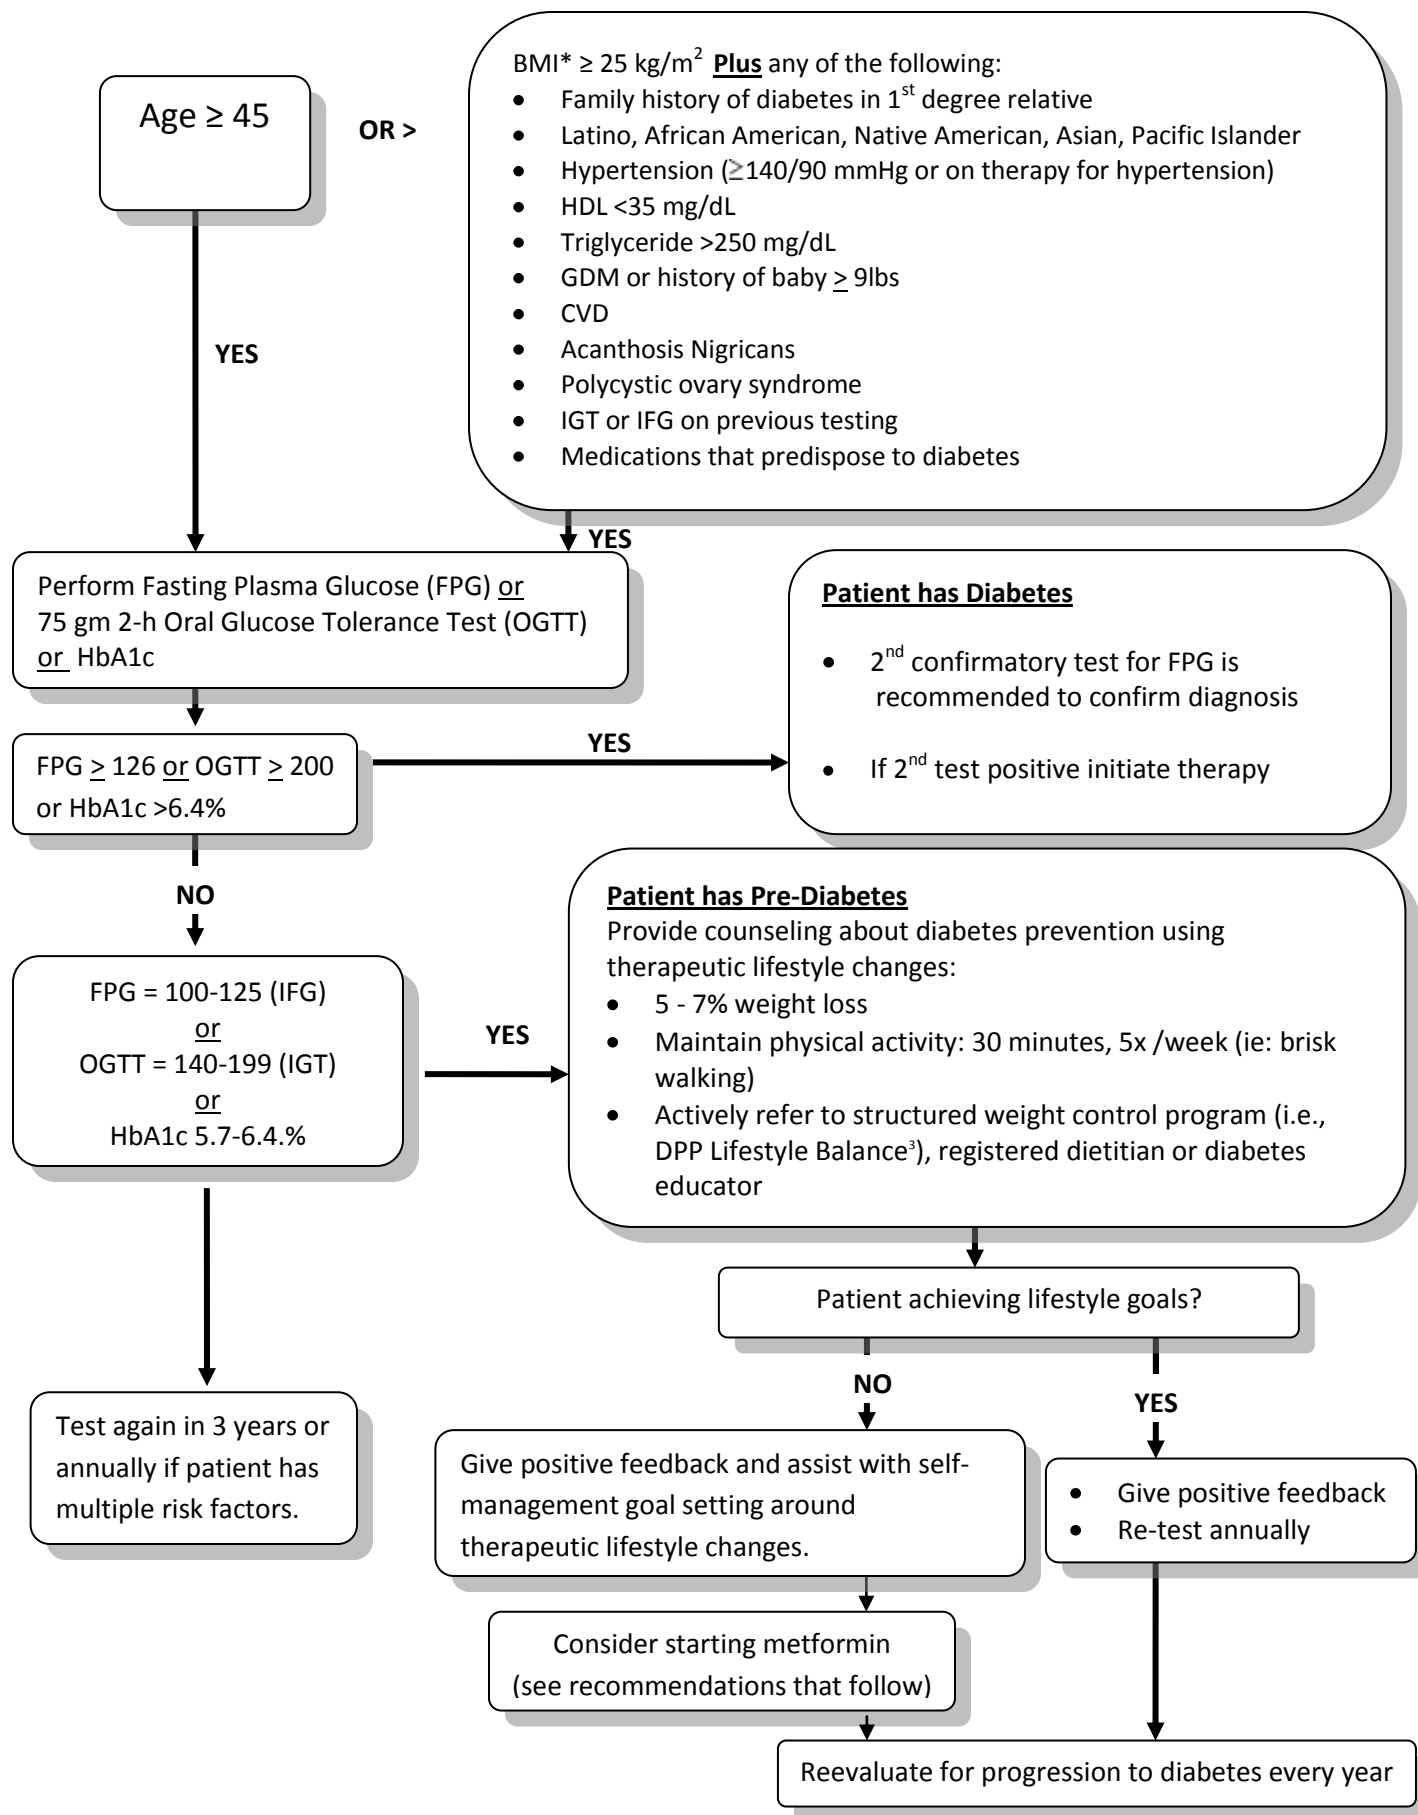 Age ≥ 45
OR >
BMI* ≥ 25 kg/m² Plus any of the following:
• Family history of diabetes in 1st degree relative
• Latino, African American, Native American, Asian, Pacific Islander
• Hypertension (≥140/90 mmHg or on therapy for hypertension)
• HDL <35 mg/dL
• Triglyceride >250 mg/dL
• GDM or history of baby ≥ 9lbs
• CVD
• Acanthosis Nigricans
• Polycystic ovary syndrome
• IGT or IFG on previous testing
• Medications that predispose to diabetes
YES
YES
Perform Fasting Plasma Glucose (FPG) or
75 gm 2-h Oral Glucose Tolerance Test (OGTT)
or HbA1c
FPG ≥ 126 or OGTT ≥ 200
or HbA1c >6.4%
YES
Patient has Diabetes
• 2nd confirmatory test for FPG is
recommended to confirm diagnosis
• If 2nd test positive initiate therapy
NO
FPG = 100-125 (IFG)
or
OGTT = 140-199 (IGT)
or
HbA1c 5.7-6.4.%
YES
Patient has Pre-Diabetes
Provide counseling about diabetes prevention using
therapeutic lifestyle changes:
• 5 - 7% weight loss
• Maintain physical activity: 30 minutes, 5x /week (ie: brisk
walking)
• Actively refer to structured weight control program (i.e.,
DPP Lifestyle Balance³), registered dietitian or diabetes
educator
Patient achieving lifestyle goals?
NO
YES
Test again in 3 years or
annually if patient has
multiple risk factors.
Give positive feedback and assist with self-
management goal setting around
therapeutic lifestyle changes.
• Give positive feedback
• Re-test annually
Consider starting metformin
(see recommendations that follow)
Reevaluate for progression to diabetes every year